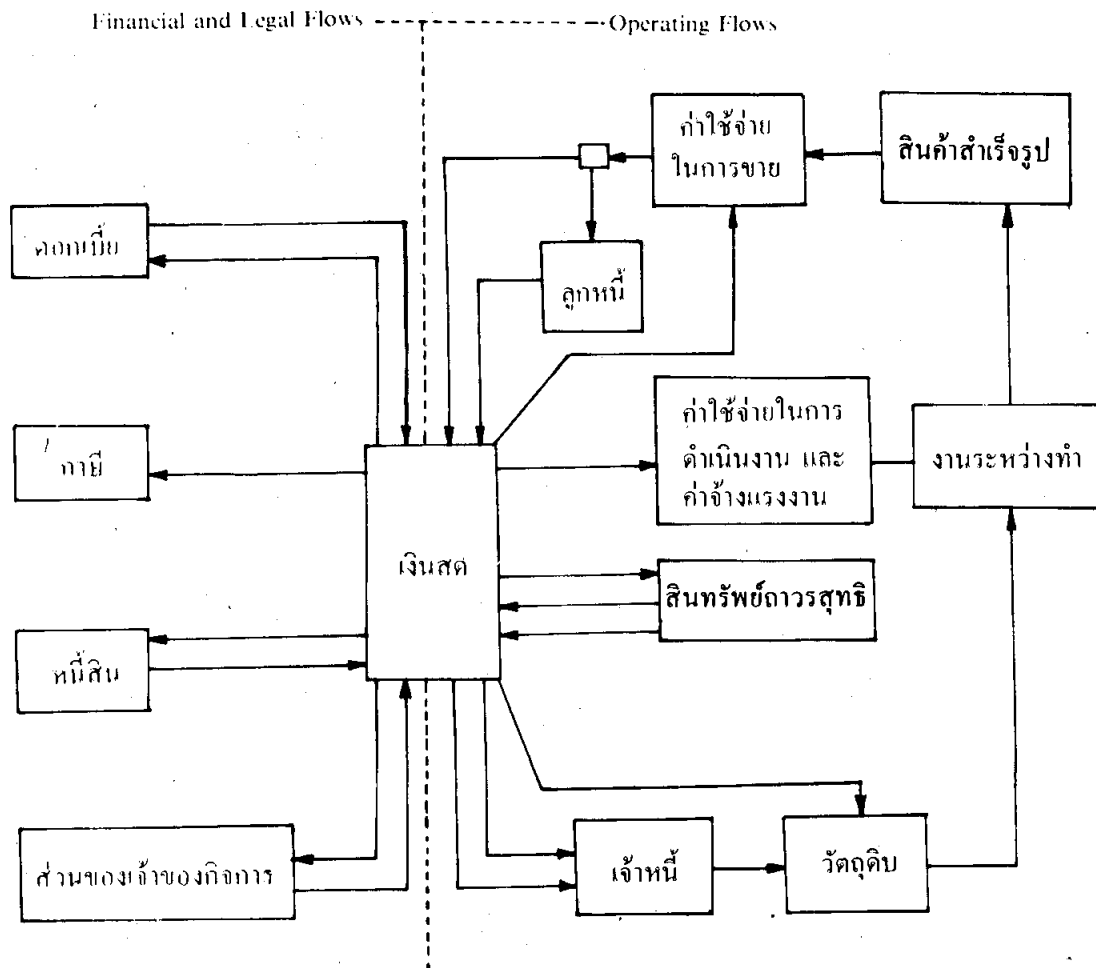 Financial and Legal Flows
Operating Flows
ค่าใช้จ่าย
ในการขาย
สินค้าสำเร็จรูป
ดอกเบี้ย
ลูกหนี้
ค่าใช้จ่ายในการ
ดำเนินงาน และ
ค่าจ้างแรงงาน
งานระหว่างทำ
ภาษี
เงินสด
สินทรัพย์ถาวรสุทธิ
หนี้สิน
ส่วนของเจ้าของกิจการ
เจ้าหนี้
วัตถุดิบ